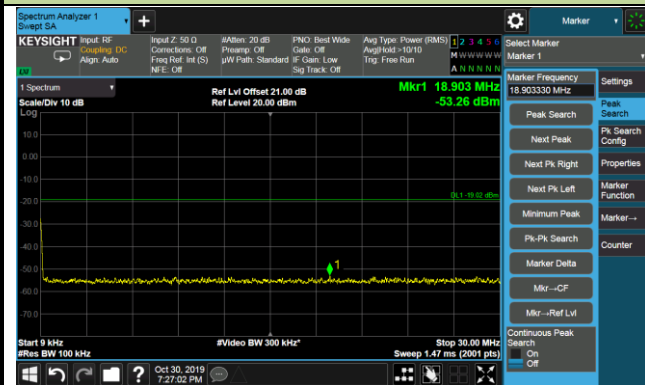 Spectrum Analyzer 1
Swept SA
+
Marker
KEYSIGHT
Input: RF
Coupling: DC
Align: Auto
Input Z: 50 Ω
Corrections: Off
Freq Ref: Int (S)
NFE: Off
#Atten: 20 dB
Preamp: Off
µW Path: Standard
PNO: Best Wide
Gate: Off
IF Gain: Low
Sig Track: Off
Avg Type: Power (RMS)
Avg|Hold:>10/10
Trig: Free Run
1 2 3 4 5 6
M W W W W W
A N N N N N
Select Marker
Marker 1
1 Spectrum
Scale/Div 10 dB
Log
Ref Lvl Offset 21.00 dB
Ref Level 20.00 dBm
Mkr1 18.903 MHz
-53.26 dBm
10.0
0.00
-10.0
-20.0
-30.0
-40.0
-50.0
-60.0
-70.0
DL1 -19.02 dBm
1
Start 9 kHz
#Res BW 100 kHz
#Video BW 300 kHz*
Stop 30.00 MHz
Sweep 1.47 ms (2001 pts)
Marker Frequency
18.903330 MHz
Peak Search
Next Peak
Next Pk Right
Next Pk Left
Minimum Peak
Pk-Pk Search
Marker Delta
Mkr→CF
Mkr→Ref Lvl
Continuous Peak
Search
On
Off
Settings
Peak
Search
Pk Search
Config
Properties
Marker
Function
Marker→
Counter
?
Oct 30, 2019
7:27:02 PM